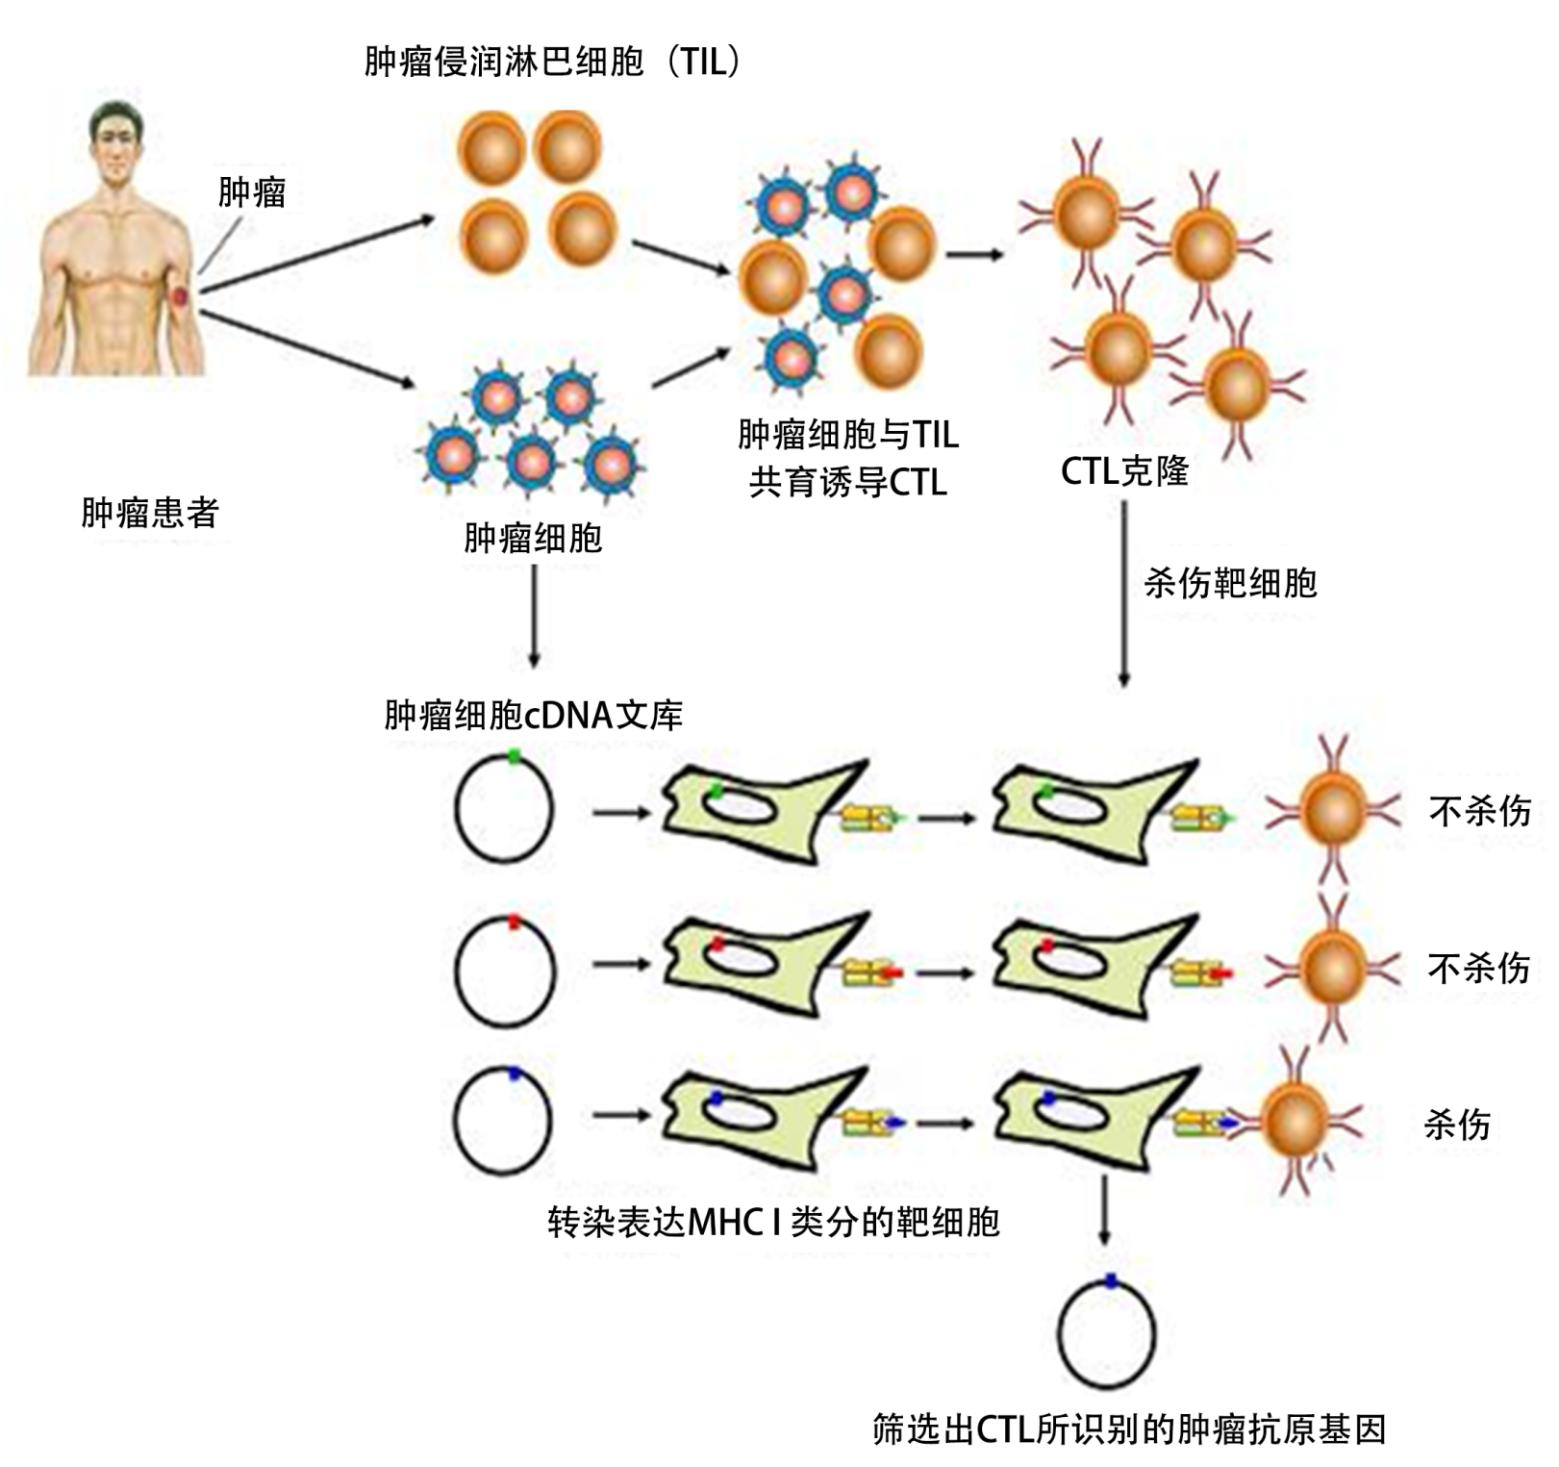 肿瘤侵润淋巴细胞（TIL）
肿瘤
肿瘤细胞与TIL
共育诱导CTL
CTL克隆
肿瘤患者
肿瘤细胞
杀伤靶细胞
肿瘤细胞cDNA文库
不杀伤
不杀伤
杀伤
转染表达MHC I 类分的靶细胞
筛选出CTL所识别的肿瘤抗原基因